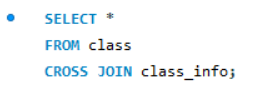 SELECT *
FROM class
CROSS JOIN class_info;